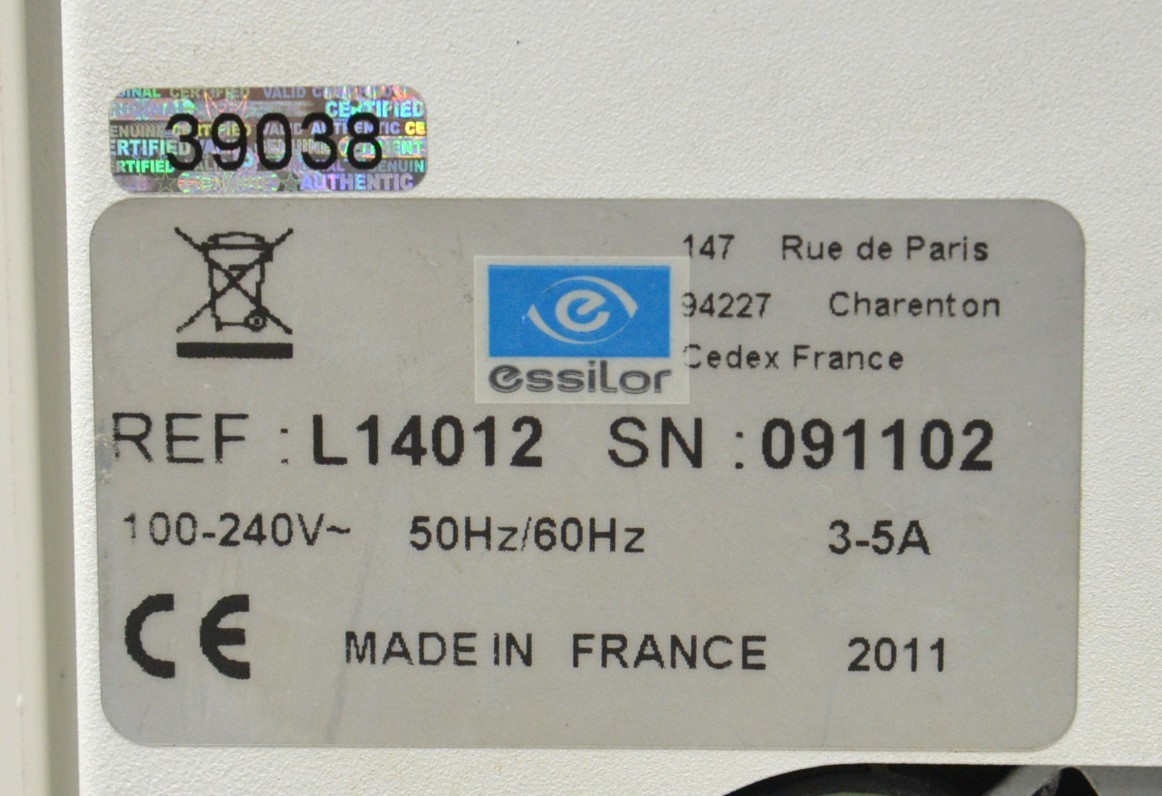 39038
147 Rue de Paris
94227 Charenton
Cedex France
essilor
REF : L14012 SN : 091102
100-240V~ 50Hz/60Hz 3-5A
CE MADE IN FRANCE 2011